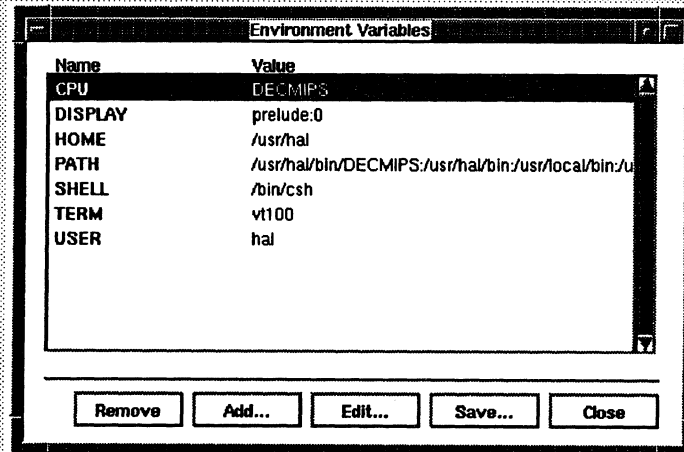 Environment Variables
Name Value
CPU DECMIPS
DISPLAY prelude:0
HOME /usr/hal
PATH /usr/hal/bin/DECMIPS:/usr/hal/bin:/usr/local/bin:/u
SHELL /bin/csh
TERM vt100
USER hal
Remove Add... Edit... Save... Close